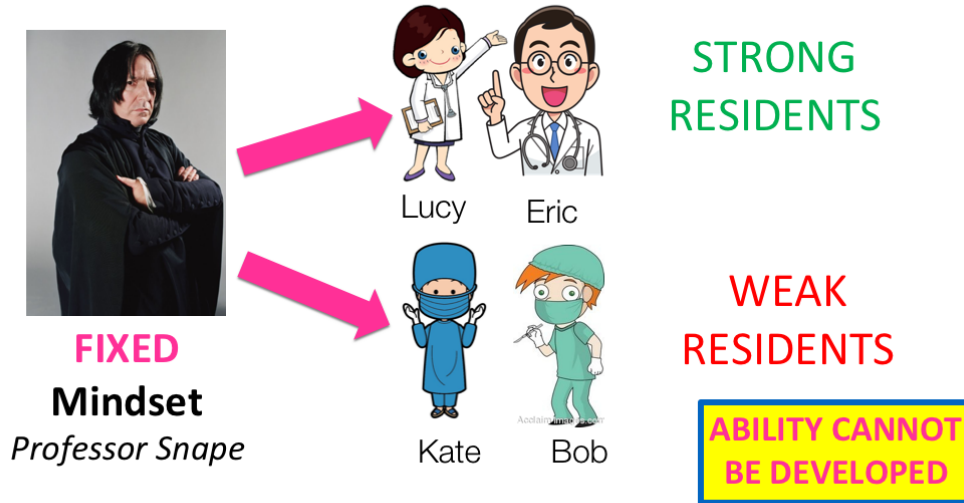 STRONG
RESIDENTS
Lucy
Eric
FIXED
Mindset
Professor Snape
WEAK
RESIDENTS
Kate
Bob
ABILITY CANNOT
BE DEVELOPED